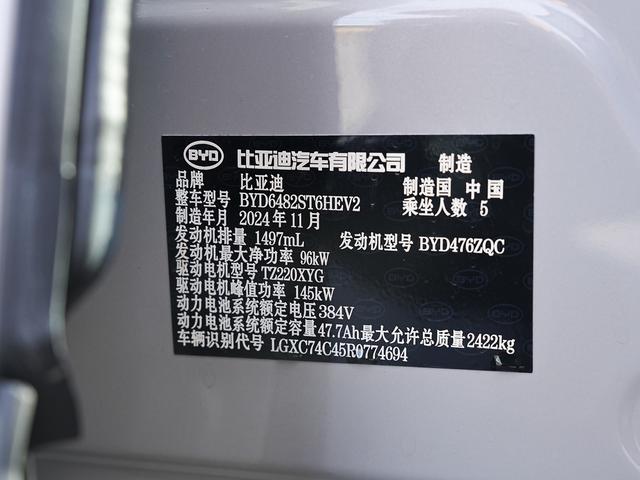 BYD 比亚迪汽车有限公司 制造
品牌 比亚迪 制造国 中国
整车型号 BYD6482ST6HEV2 乘坐人数 5
制造年月 2024年11月
发动机排量 1497mL 发动机型号 BYD476ZQC
发动机最大净功率 96kW
驱动电机型号 TZ220XYG
驱动电机峰值功率 145kW
动力电池系统额定电压 384V
动力电池系统额定容量 47.7Ah 最大允许总质量 2422kg
车辆识别代号 LGXC74C45R0774694